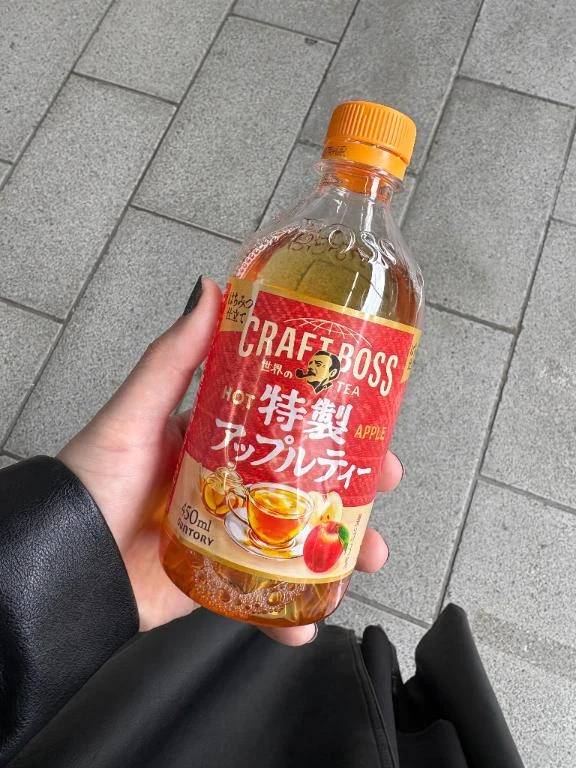 BOSS
はちみつ
仕立て
CRAFT BOSS
世界の TEA
HOT 特製 APPLE
アップルティー
450ml
SUNTORY